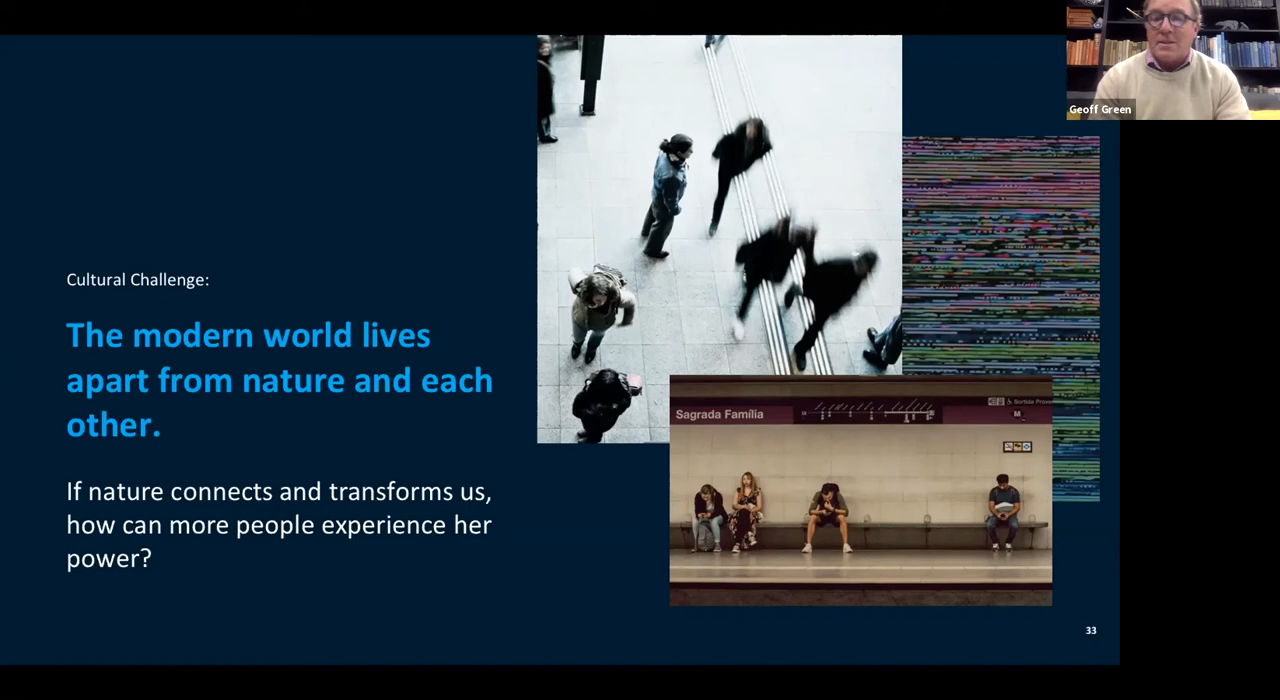 Geoff Green
Cultural Challenge:
The modern world lives
apart from nature and each
other.
If nature connects and transforms us,
how can more people experience her
power?
Sagrada Família
M
33